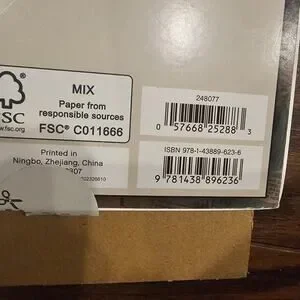 MIX
Paper from
responsible sources
FSC® C011666
FSC
www.fsc.org
248077
0 57668 25288 3
Printed in
Ningbo, Zhejiang, China
ISBN 978-1-43889-623-6
9 781438 896236